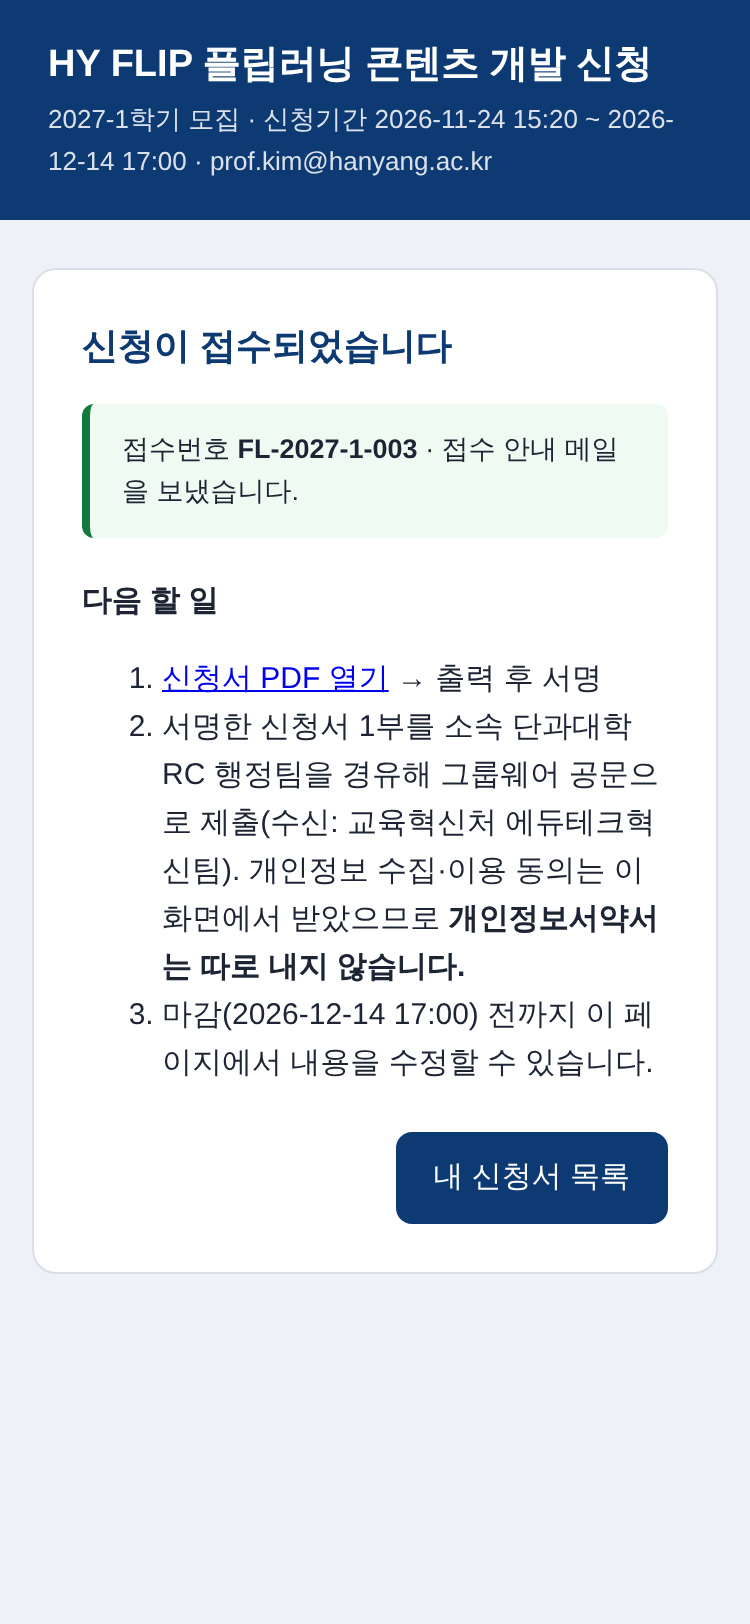 HY FLIP 플립러닝 콘텐츠 개발 신청
2027-1학기 모집 · 신청기간 2026-11-24 15:20 ~ 2026-
12-14 17:00 · prof.kim@hanyang.ac.kr
신청이 접수되었습니다
접수번호 FL-2027-1-003 · 접수 안내 메일
을 보냈습니다.
다음 할 일
1. 신청서 PDF 열기 → 출력 후 서명
2. 서명한 신청서 1부를 소속 단과대학
RC 행정팀을 경유해 그룹웨어 공문으
로 제출(수신: 교육혁신처 에듀테크혁
신팀). 개인정보 수집·이용 동의는 이
화면에서 받았으므로 개인정보서약서
는 따로 내지 않습니다.
3. 마감(2026-12-14 17:00) 전까지 이 페
이지에서 내용을 수정할 수 있습니다.
내 신청서 목록